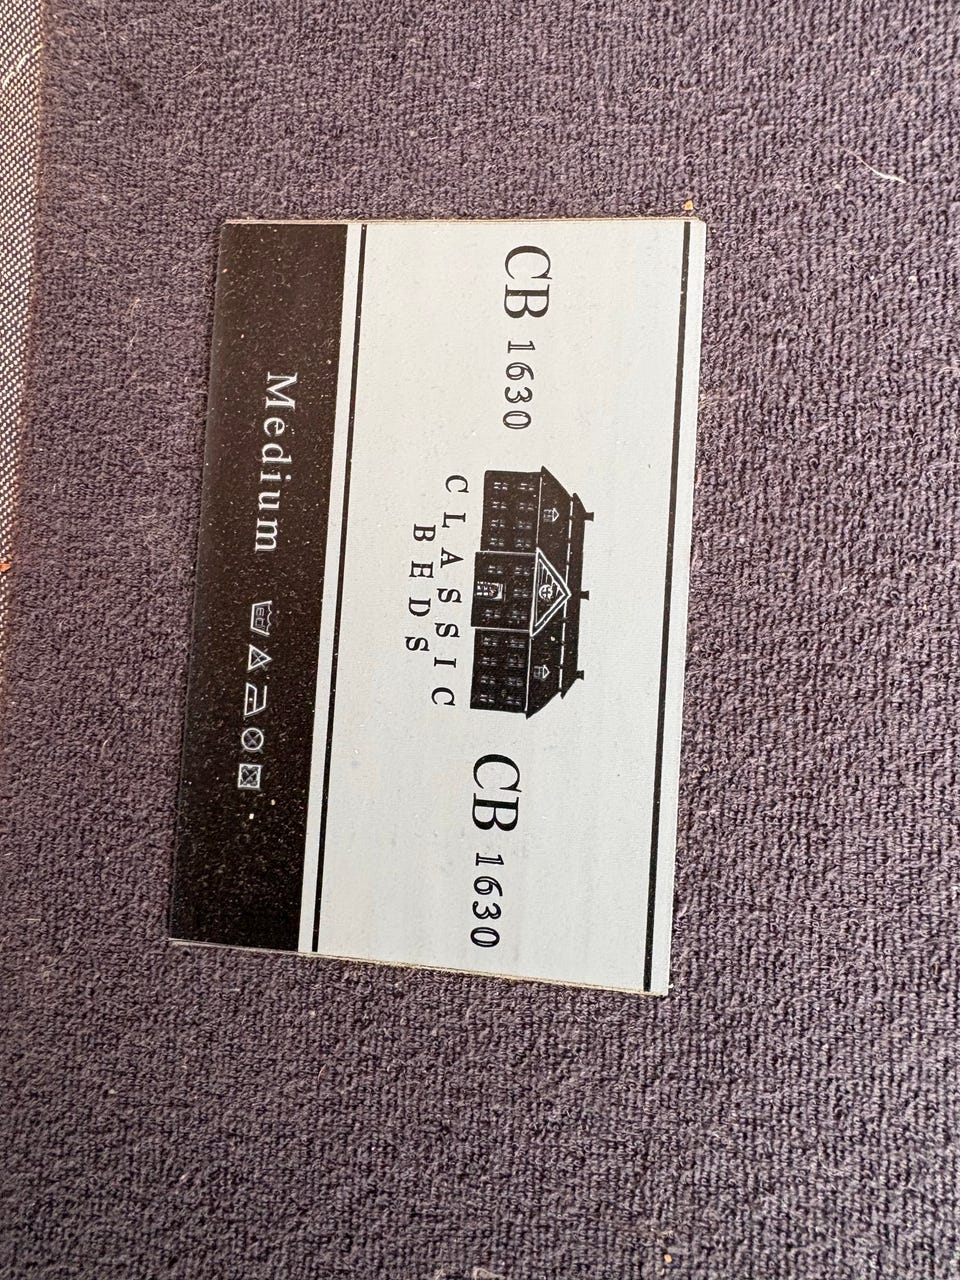 CB 1630
CLASSIC
BEDS
CB 1630
Medium